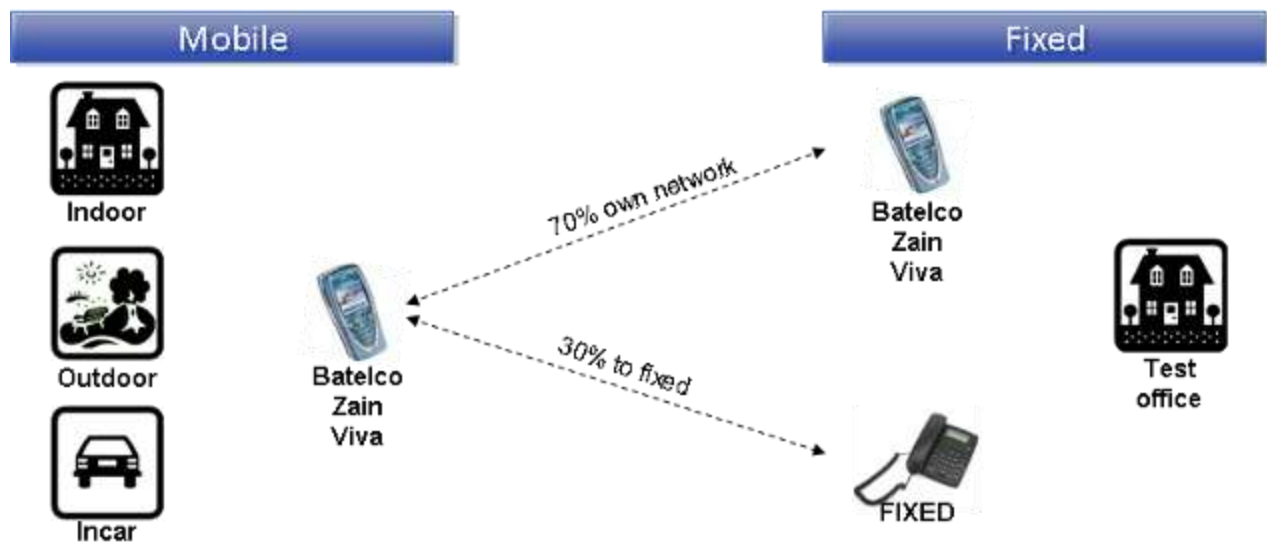 Mobile
Fixed
Indoor
Outdoor
Incar
Batelco
Zain
Viva
70% own network
30% to fixed
Batelco
Zain
Viva
FIXED
Test
office